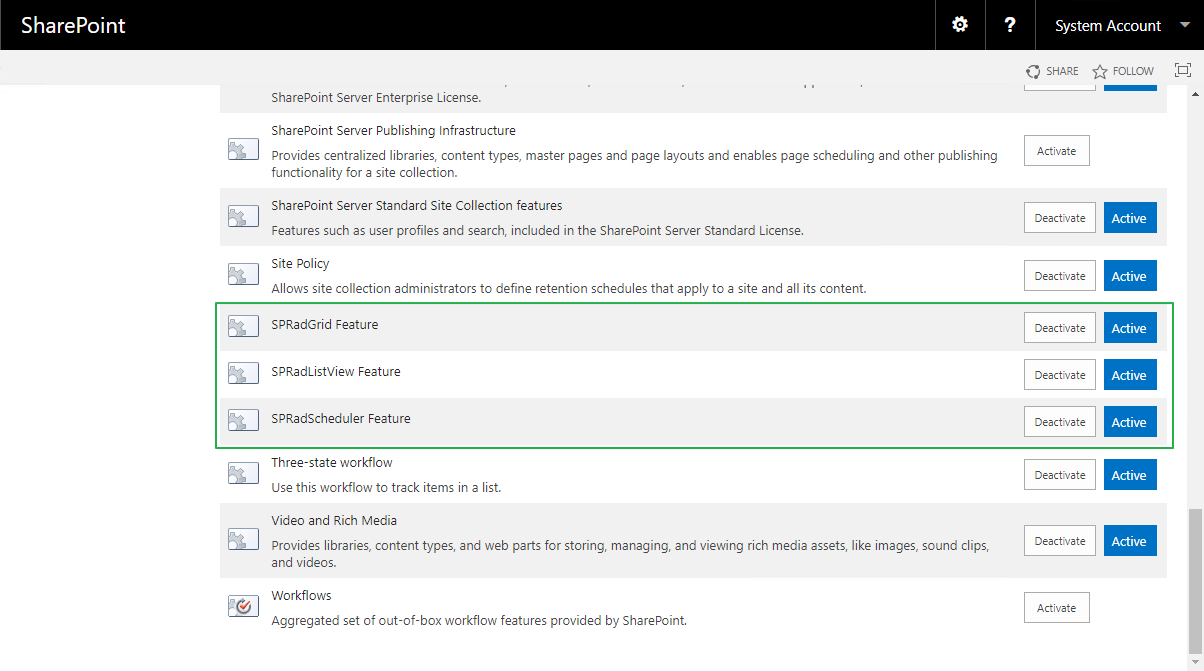 SharePoint
?
System Account
SHARE
FOLLOW
SharePoint Server Enterprise License.
SharePoint Server Publishing Infrastructure
Provides centralized libraries, content types, master pages and page layouts and enables page scheduling and other publishing
functionality for a site collection.
Activate
SharePoint Server Standard Site Collection features
Features such as user profiles and search, included in the SharePoint Server Standard License.
Deactivate
Active
Site Policy
Allows site collection administrators to define retention schedules that apply to a site and all its content.
Deactivate
Active
SPRadGrid Feature
Deactivate
Active
SPRadListView Feature
Deactivate
Active
SPRadScheduler Feature
Deactivate
Active
Three-state workflow
Use this workflow to track items in a list.
Deactivate
Active
Video and Rich Media
Provides libraries, content types, and web parts for storing, managing, and viewing rich media assets, like images, sound clips,
and videos.
Deactivate
Active
Workflows
Aggregated set of out-of-box workflow features provided by SharePoint.
Activate